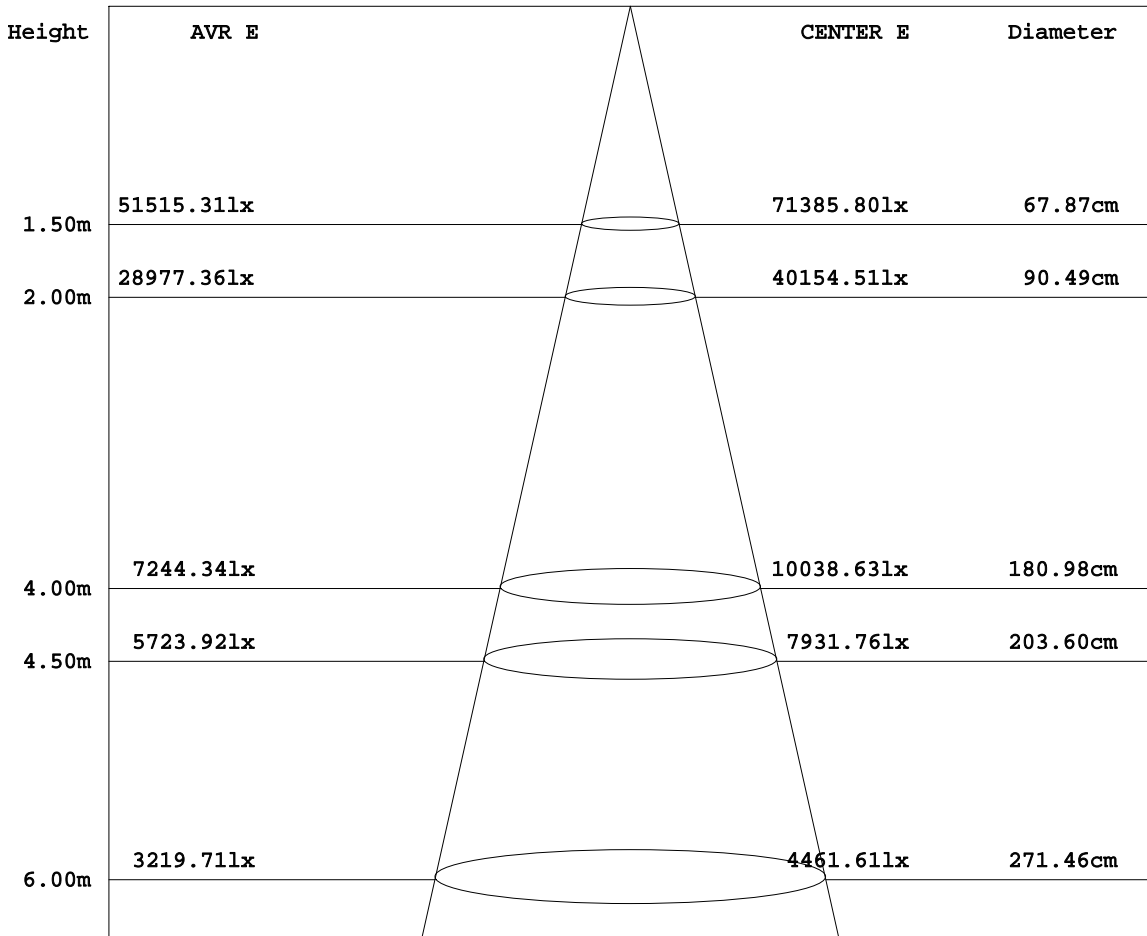 Height AVR E CENTER E Diameter
51515.31lx 71385.80lx 67.87cm
1.50m
28977.36lx 40154.51lx 90.49cm
2.00m
7244.34lx 10038.63lx 180.98cm
4.00m
5723.92lx 7931.76lx 203.60cm
4.50m
3219.71lx 4461.61lx 271.46cm
6.00m